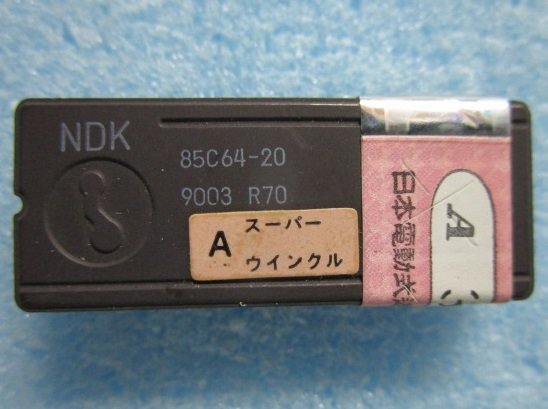 NDK
85C64-20
9003 R70
A
スーパー
ウインクル
A
日本電動式